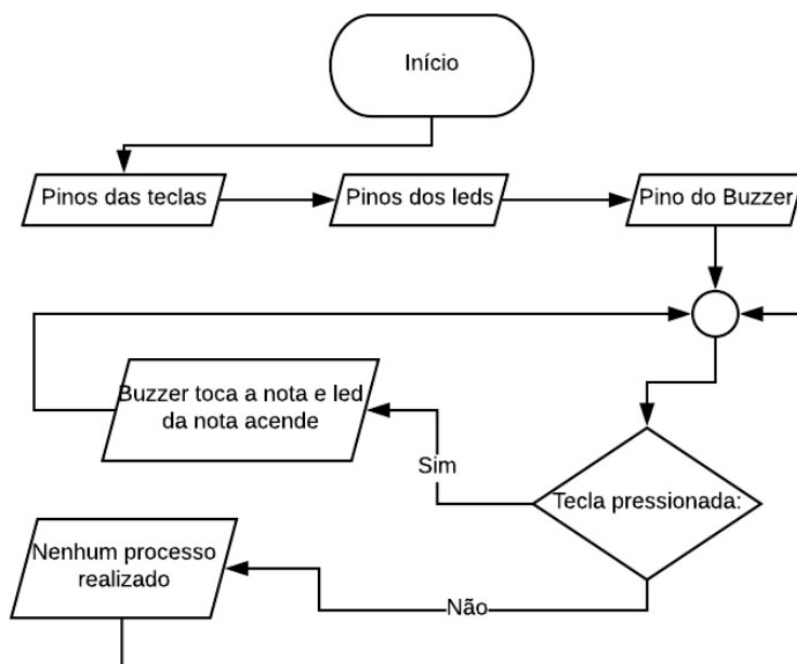 Início
Pinos das teclas
Pinos dos leds
Pino do Buzzer
Buzzer toca a nota e led
da nota acende
Sim
Tecla pressionada:
Nenhum processo
realizado
Não